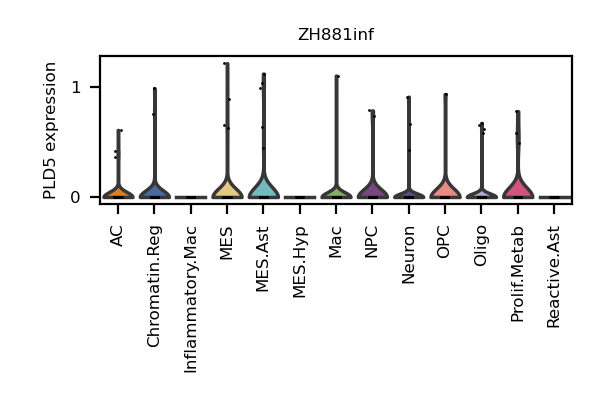 ZH881inf
PLD5 expression
1
0
AC
Chromatin.Reg
Inflammatory.Mac
MES
MES.Ast
MES.Hyp
Mac
NPC
Neuron
OPC
Oligo
Prolif.Metab
Reactive.Ast